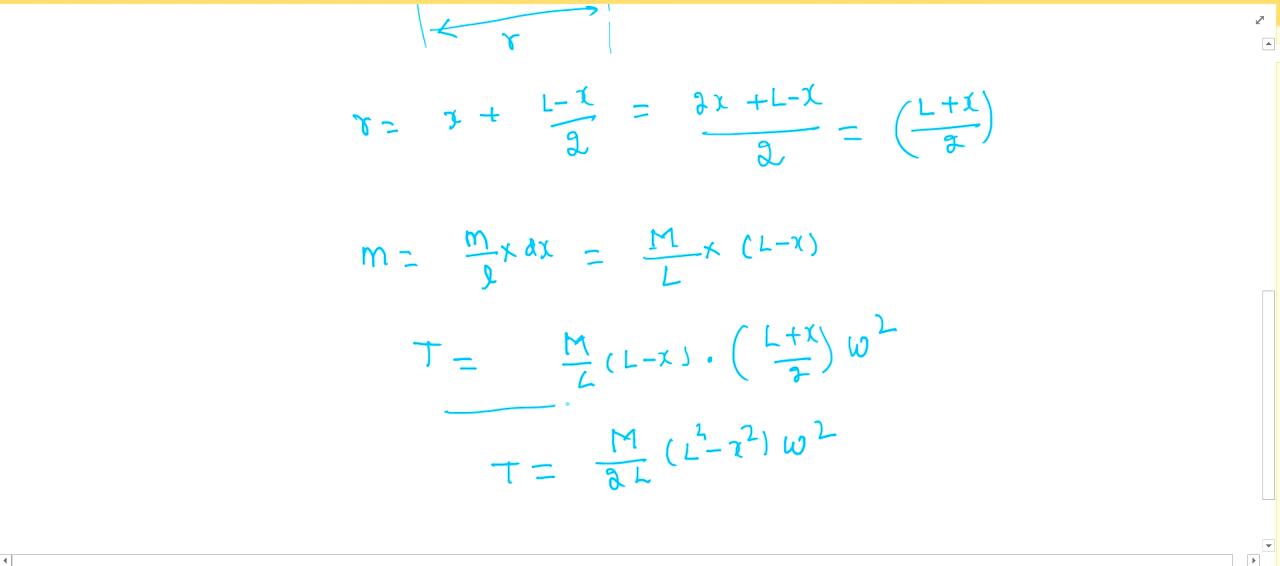 r
r = x + (L-x)/2 = (2x + L-x)/2 = ((L+x)/2)
m = m/l × dx = M/L × (L-x)
T = M/L (L-x) · ((L+x)/2) ω²
T = M/2L (L²-x²) ω²